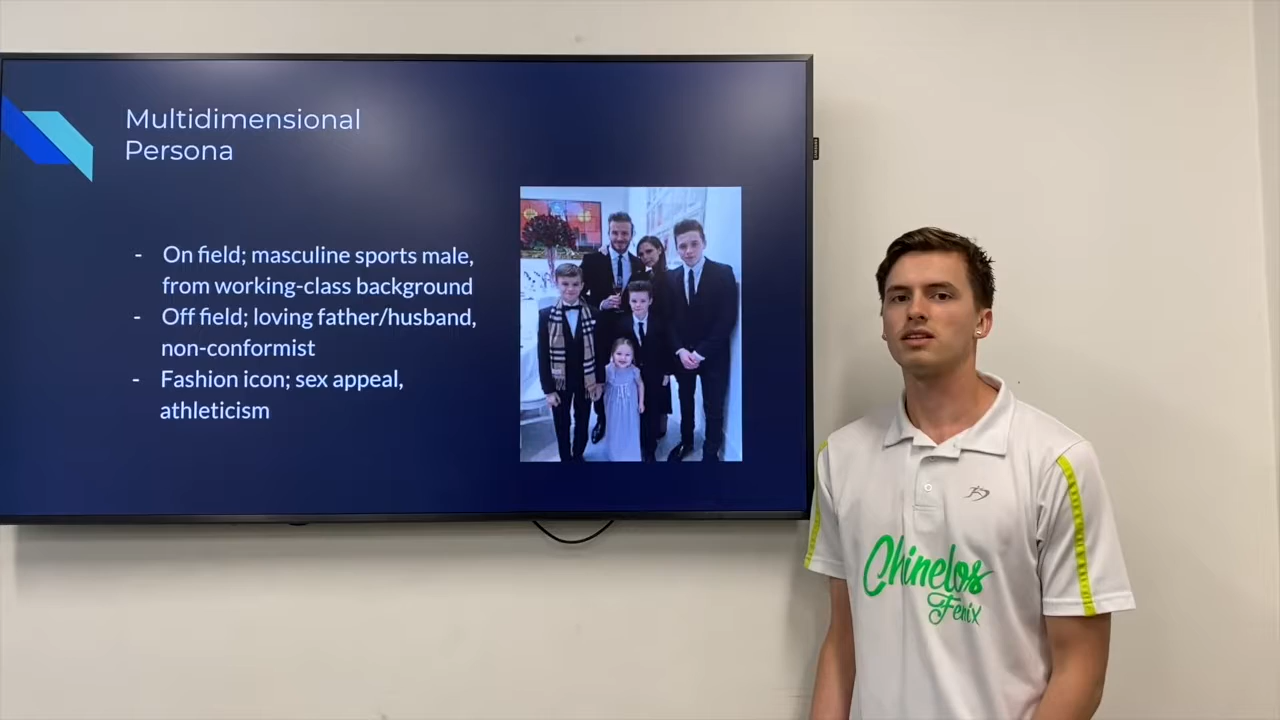 Multidimensional
Persona
- On field; masculine sports male,
from working-class background
- Off field; loving father/husband,
non-conformist
- Fashion icon; sex appeal,
athleticism
SAMSUNG
Chinelos
Fenix